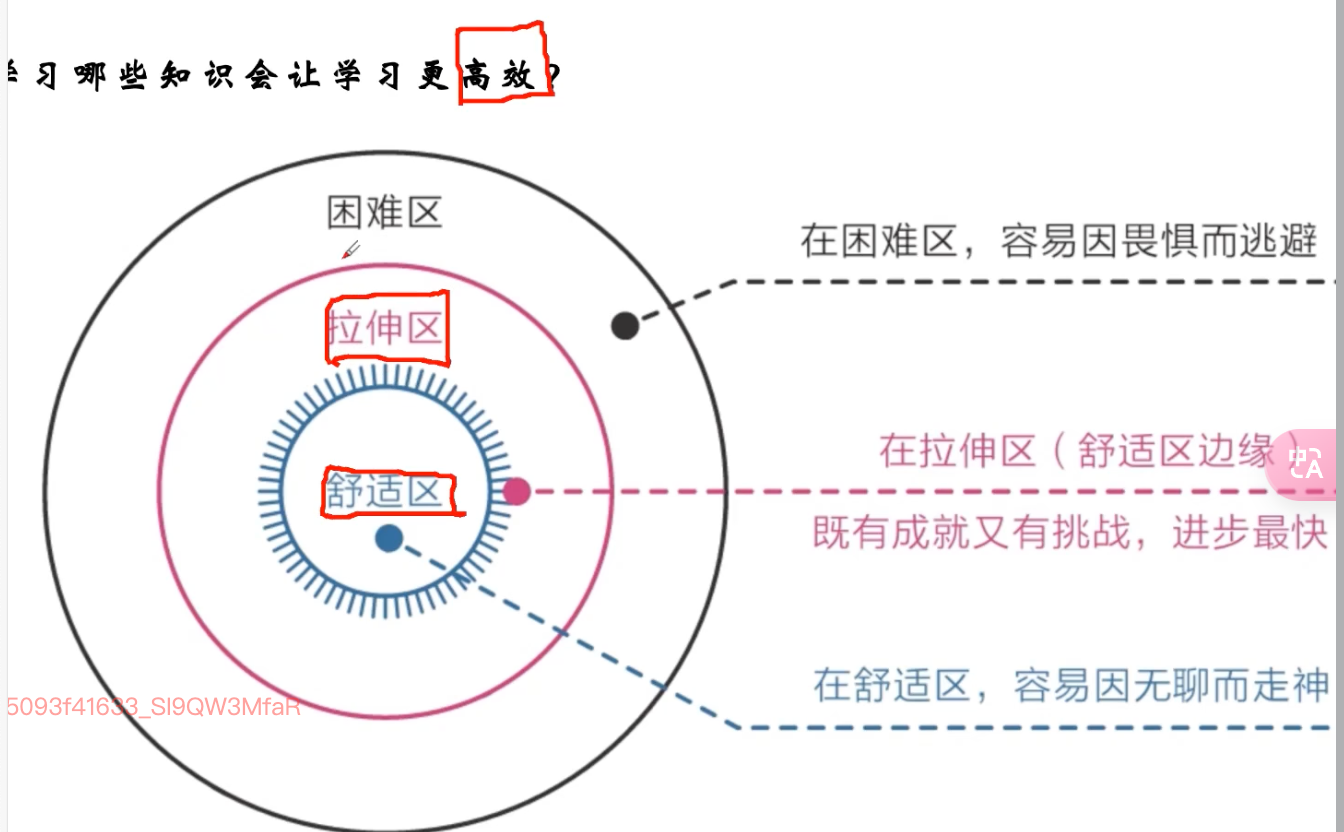 习哪些知识会让学习更高效?
困难区
在困难区，容易因畏惧而逃避
拉伸区
在拉伸区（舒适区边缘）
中
A
舒适区
既有成就又有挑战，进步最快
在舒适区，容易因无聊而走神
5093f41633_SI9QW3MfaR